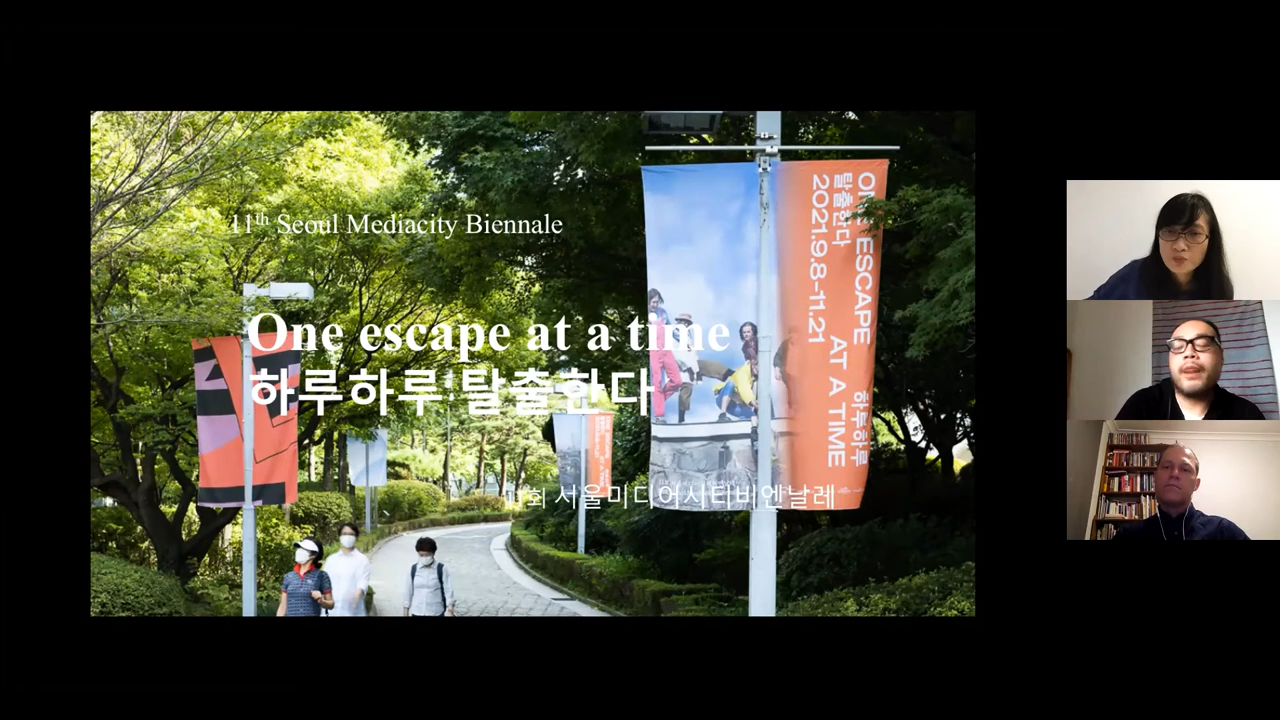 11th Seoul Mediacity Biennale
One escape at a time
하루하루 탈출한다
11회 서울미디어시티비엔날레
ONE ESCAPE AT A TIME
탈출한다 하루하루
2021.9.8-11.21